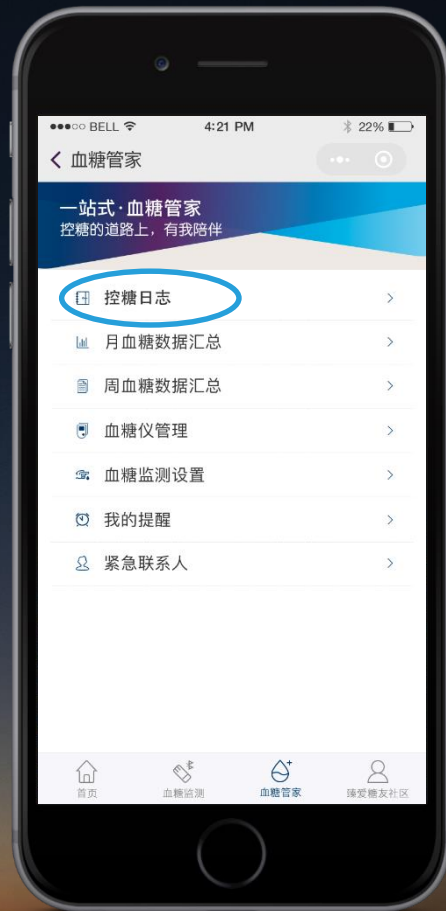 BELL 4:21 PM 22%
血糖管家
一站式·血糖管家
控糖的道路上，有我陪伴
控糖日志
月血糖数据汇总
周血糖数据汇总
血糖仪管理
血糖监测设置
我的提醒
紧急联系人
首页 血糖监测 血糖管家 臻爱糖友社区